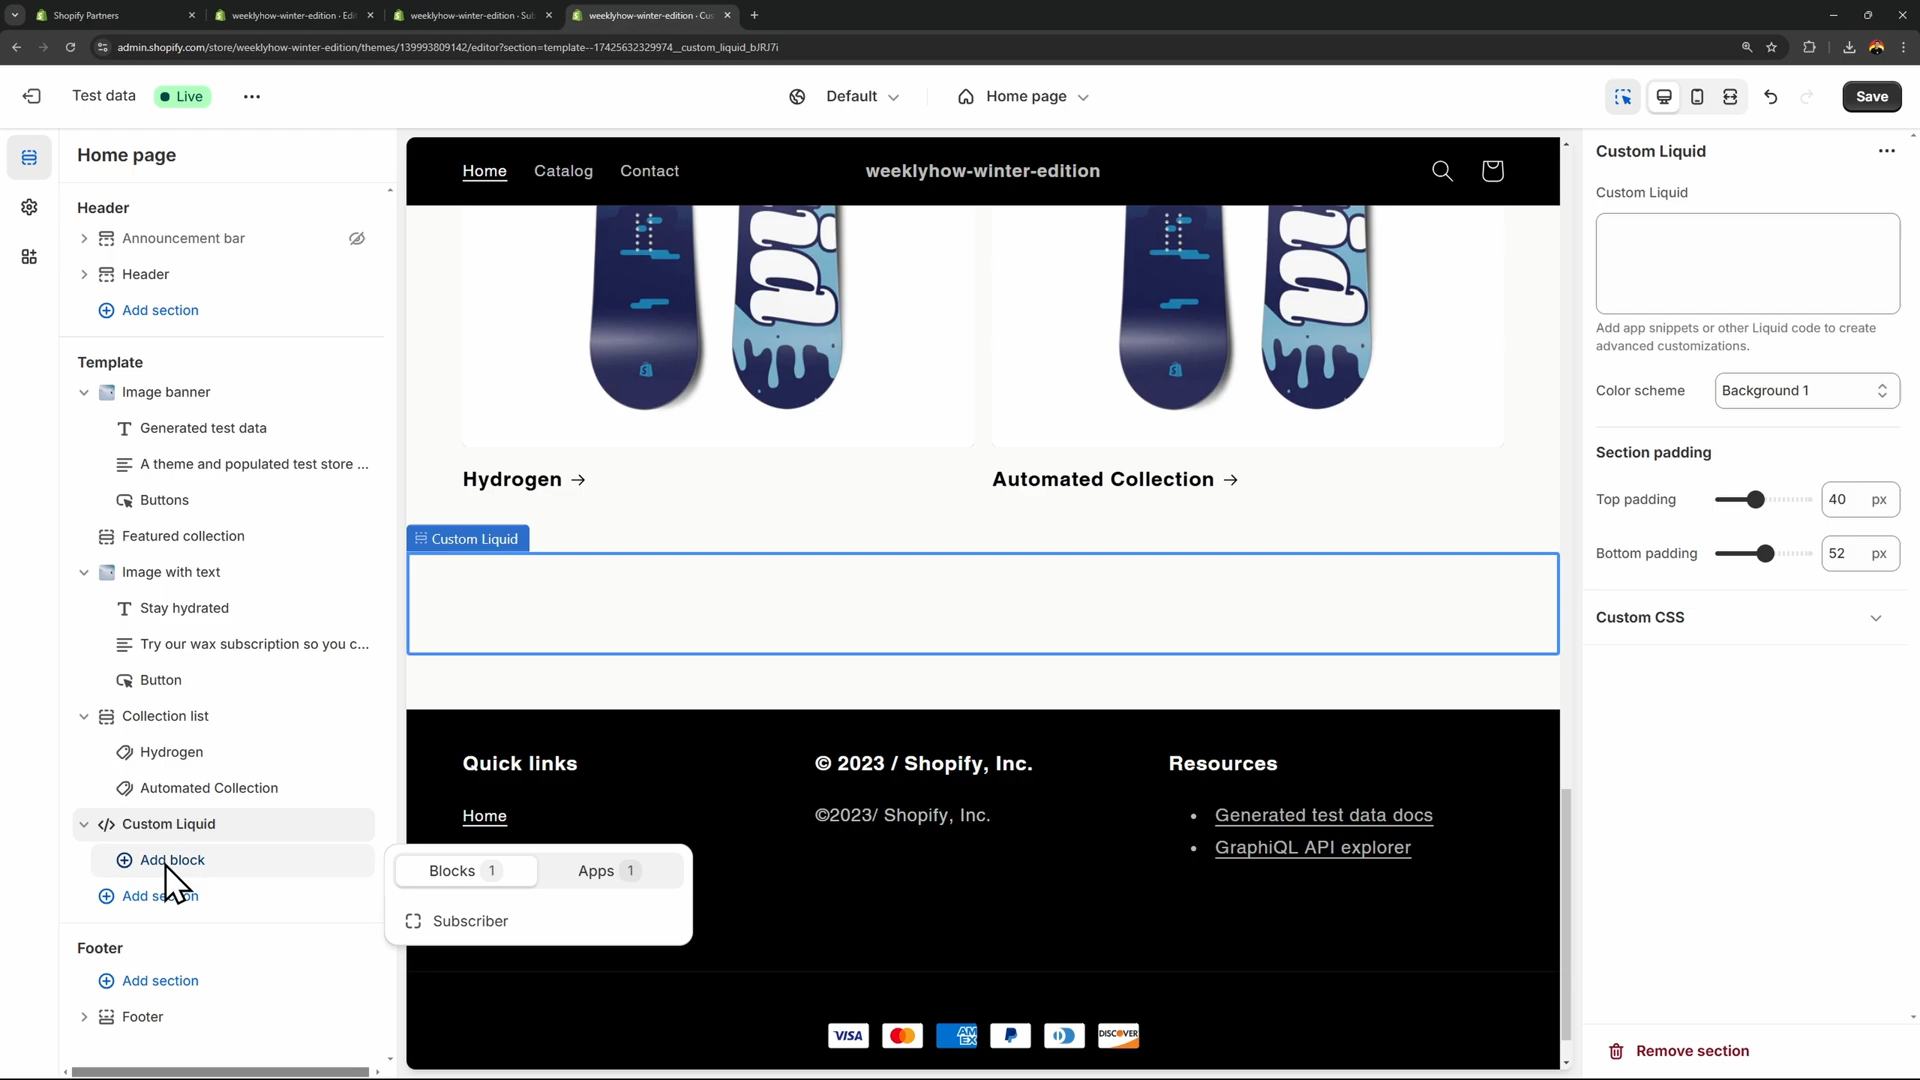 Shopify Partners
weeklyhow-winter-edition · Edi
weeklyhow-winter-edition · Sub
weeklyhow-winter-edition · Cus
admin.shopify.com/store/weeklyhow-winter-edition/themes/139993809142/editor?section=template--17425632329974__custom_liquid_bJRJ7i
Test data
Live
Default
Home page
Save
Home page
Header
Announcement bar
Header
Add section
Template
Image banner
Generated test data
A theme and populated test store ...
Buttons
Featured collection
Image with text
Stay hydrated
Try our wax subscription so you c...
Button
Collection list
Hydrogen
Automated Collection
Custom Liquid
Add block
Add section
Footer
Add section
Footer
Blocks 1
Apps 1
Subscriber
Home Catalog Contact
weeklyhow-winter-edition
Hydrogen →
Automated Collection →
Custom Liquid
Quick links
Home
© 2023 / Shopify, Inc.
©2023/ Shopify, Inc.
Resources
Generated test data docs
GraphiQL API explorer
VISA
AM EX
DISCOVER
Custom Liquid
Custom Liquid
Add app snippets or other Liquid code to create
advanced customizations.
Color scheme
Background 1
Section padding
Top padding
40 px
Bottom padding
52 px
Custom CSS
Remove section